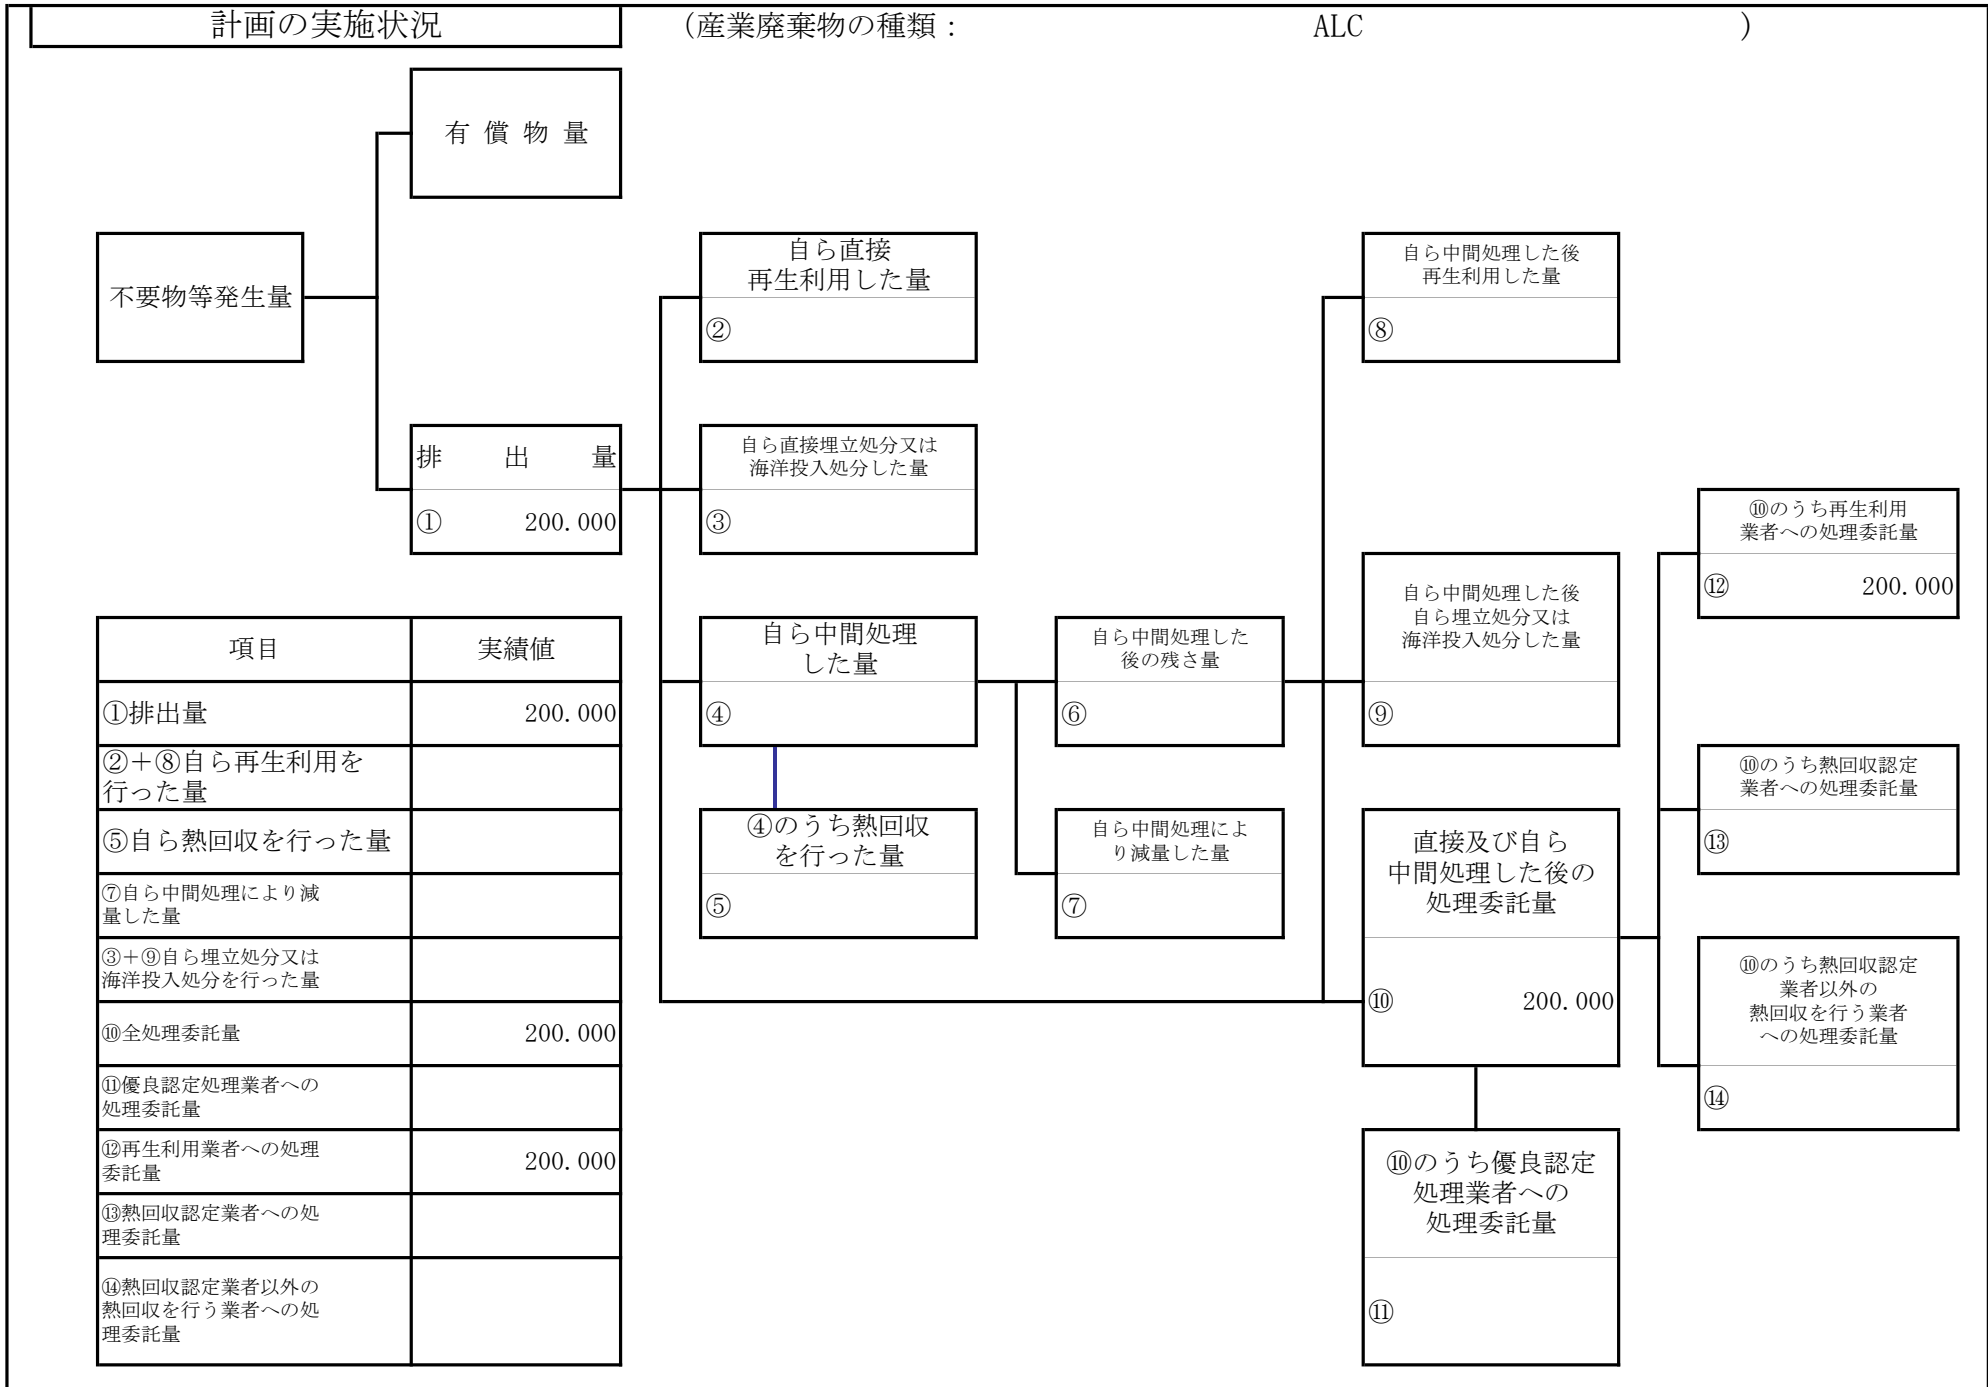 計画の実施状況
（産業廃棄物の種類： ALC ）
有 償 物 量
不要物等発生量
自ら直接
再生利用した量
②
自ら中間処理した後
再生利用した量
⑧
排 出 量
① 200.000
自ら直接埋立処分又は
海洋投入処分した量
③
⑩のうち再生利用
業者への処理委託量
⑫ 200.000
自ら中間処理した後
自ら埋立処分又は
海洋投入処分した量
⑨
自ら中間処理
した量
④
自ら中間処理した
後の残さ量
⑥
⑩のうち熱回収認定
業者への処理委託量
⑬
④のうち熱回収
を行った量
⑤
自ら中間処理によ
り減量した量
⑦
直接及び自ら
中間処理した後の
処理委託量
⑩ 200.000
⑩のうち熱回収認定
業者以外の
熱回収を行う業者
への処理委託量
⑭
⑩のうち優良認定
処理業者への
処理委託量
⑪
項目 実績値
①排出量 200.000
②＋⑧自ら再生利用を
行った量
⑤自ら熱回収を行った量
⑦自ら中間処理により減
量した量
③＋⑨自ら埋立処分又は
海洋投入処分を行った量
⑩全処理委託量 200.000
⑪優良認定処理業者への
処理委託量
⑫再生利用業者への処理
委託量 200.000
⑬熱回収認定業者への処
理委託量
⑭熱回収認定業者以外の
熱回収を行う業者への処
理委託量